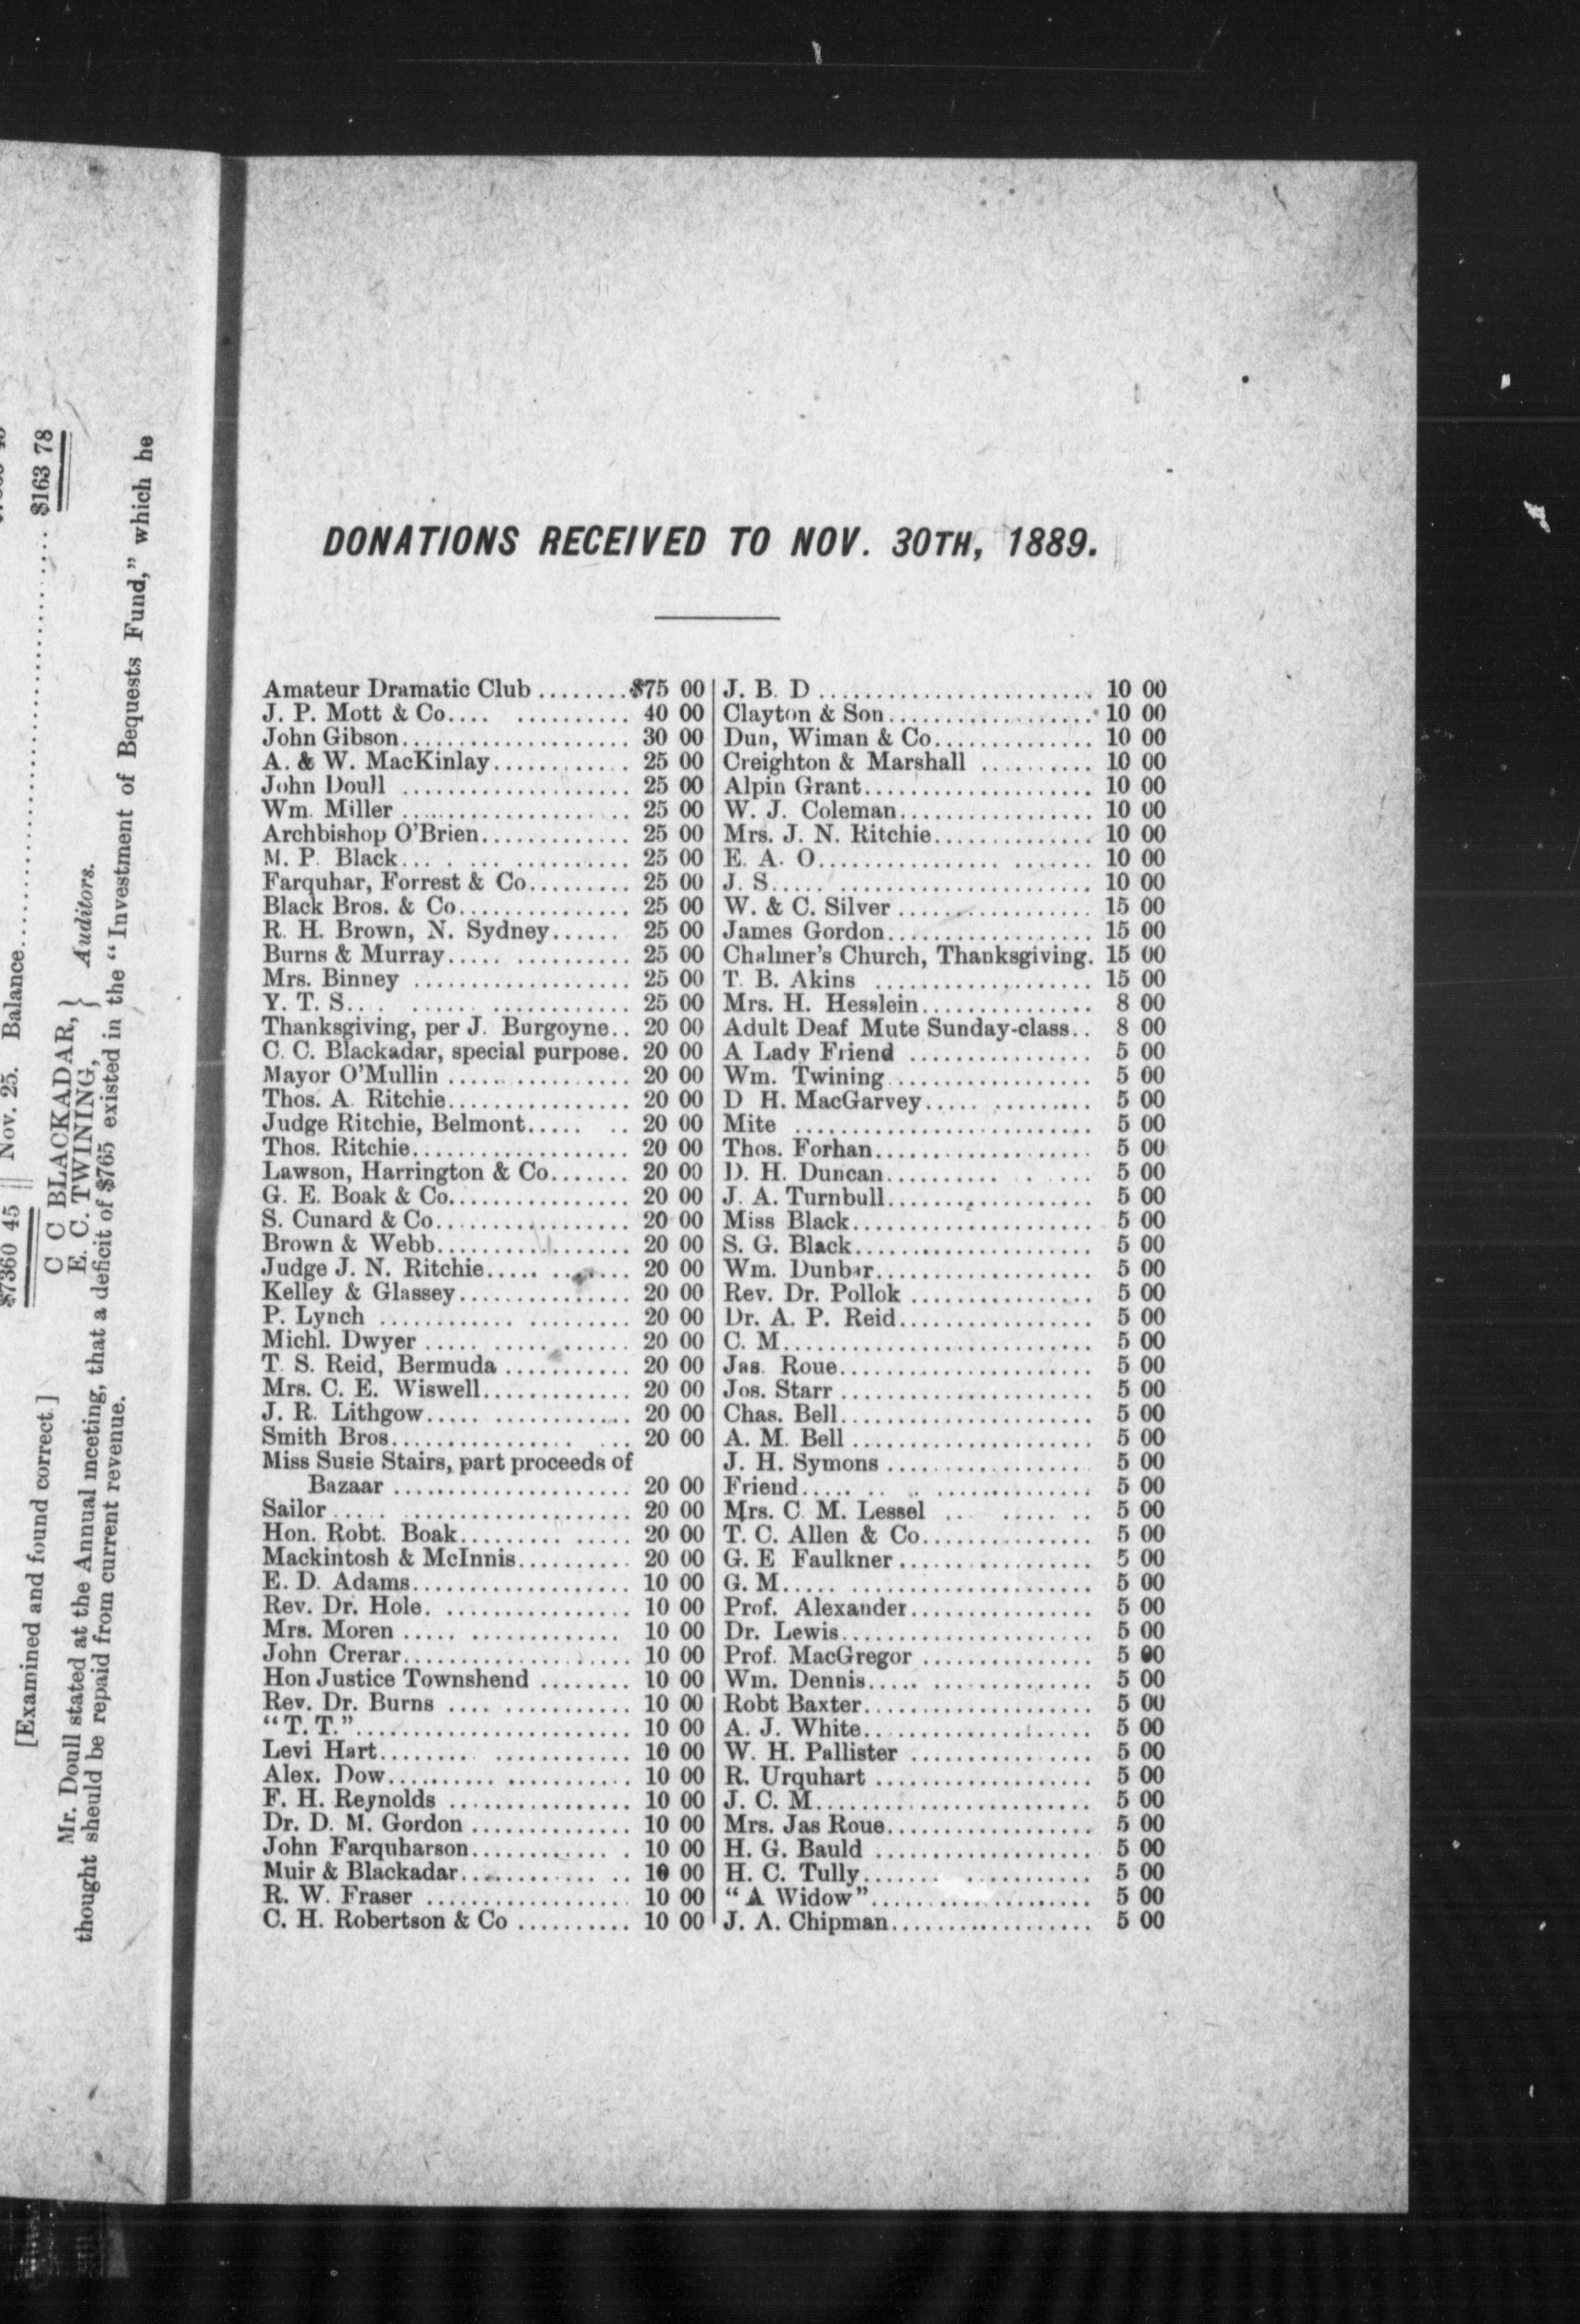 $163 78
$7360 45 || Nov. 25. Balance
[Examined and found correct.]
C C BLACKADAR, }
E. C. TWINING, } Auditors.
Mr. Doull stated at the Annual meeting, that a deficit of $765 existed in the "Investment of Bequests Fund," which he
thought sheuld be repaid from current revenue.
DONATIONS RECEIVED TO NOV. 30TH, 1889.
Amateur Dramatic Club ........ $75 00
J. P. Mott & Co.... .......... 40 00
John Gibson.................... 30 00
A. & W. MacKinlay............ 25 00
John Doull .................... 25 00
Wm. Miller .................... 25 00
Archbishop O'Brien............. 25 00
M. P. Black... . ... .......... 25 00
Farquhar, Forrest & Co......... 25 00
Black Bros. & Co............... 25 00
R. H. Brown, N. Sydney...... 25 00
Burns & Murray..... .......... 25 00
Mrs. Binney ................... 25 00
Y. T. S... ...... ............ 25 00
Thanksgiving, per J. Burgoyne.. 20 00
C. C. Blackadar, special purpose. 20 00
Mayor O'Mullin ................ 20 00
Thos. A. Ritchie................ 20 00
Judge Ritchie, Belmont..... .. 20 00
Thos. Ritchie................... 20 00
Lawson, Harrington & Co....... 20 00
G. E. Boak & Co................ 20 00
S. Cunard & Co................. 20 00
Brown & Webb................. 20 00
Judge J. N. Ritchie..... ....... 20 00
Kelley & Glassey............... 20 00
P. Lynch ............ ......... 20 00
Michl. Dwyer ..... ............ 20 00
T. S. Reid, Bermuda ........... 20 00
Mrs. C. E. Wiswell............. 20 00
J. R. Lithgow..... ............ 20 00
Smith Bros................ ... 20 00
Miss Susie Stairs, part proceeds of
Bazaar ..................... 20 00
Sailor ..... ................... 20 00
Hon. Robt. Boak......... ..... 20 00
Mackintosh & McInnis.......... 20 00
E. D. Adams................... 10 00
Rev. Dr. Hole. ................ 10 00
Mrs. Moren ..... ............. 10 00
John Crerar.................... 10 00
Hon Justice Townshend ........ 10 00
Rev. Dr. Burns .... ........... 10 00
"T. T."........................ 10 00
Levi Hart........ ............ 10 00
Alex. Dow.......... ........... 10 00
F. H. Reynolds ................ 10 00
Dr. D. M. Gordon .............. 10 00
John Farquharson............ . 10 00
Muir & Blackadar............ .. 10 00
R. W. Fraser .................. 10 00
C. H. Robertson & Co .......... 10 00
J. B. D ........................ 10 00
Clayton & Son.................. 10 00
Dun, Wiman & Co.............. 10 00
Creighton & Marshall .......... 10 00
Alpin Grant.................... 10 00
W. J. Coleman................. 10 00
Mrs. J. N. Ritchie.............. 10 00
E. A. O................ ....... 10 00
J. S..... ...................... 10 00
W. & C. Silver ................. 15 00
James Gordon.................. 15 00
Chalmer's Church, Thanksgiving. 15 00
T. B. Akins ................... 15 00
Mrs. H. Hesslein............... 8 00
Adult Deaf Mute Sunday-class.. 8 00
A Lady Friend ................ 5 00
Wm. Twining .................. 5 00
D H. MacGarvey..... ......... 5 00
Mite .......................... 5 00
Thos. Forhan................... 5 00
D. H. Duncan.......... . ... 5 00
J. A. Turnbull.................. 5 00
Miss Black..................... 5 00
S. G. Black..................... 5 00
Wm. Dunbar................... 5 00
Rev. Dr. Pollok ................ 5 00
Dr. A. P. Reid................. 5 00
C. M........................... 5 00
Jas. Roue...................... 5 00
Jos. Starr ...................... 5 00
Chas. Bell...................... 5 00
A. M. Bell ..................... 5 00
J. H. Symons .................. 5 00
Friend..... .. .. .............. 5 00
Mrs. C. M. Lessel .. ...... .. 5 00
T. C. Allen & Co............... 5 00
G. E Faulkner................. 5 00
G. M..... ..................... 5 00
Prof. Alexander................ 5 00
Dr. Lewis...................... 5 00
Prof. MacGregor ............... 5 00
Wm. Dennis..... .............. 5 00
Robt Baxter.................... 5 00
A. J. White.................... 5 00
W. H. Pallister ................ 5 00
R. Urquhart ................... 5 00
J. C. M........................ 5 00
Mrs. Jas Roue.................. 5 00
H. G. Bauld ................... 5 00
H. C. Tully.................... 5 00
"A Widow".................... 5 00
J. A. Chipman.................. 5 00